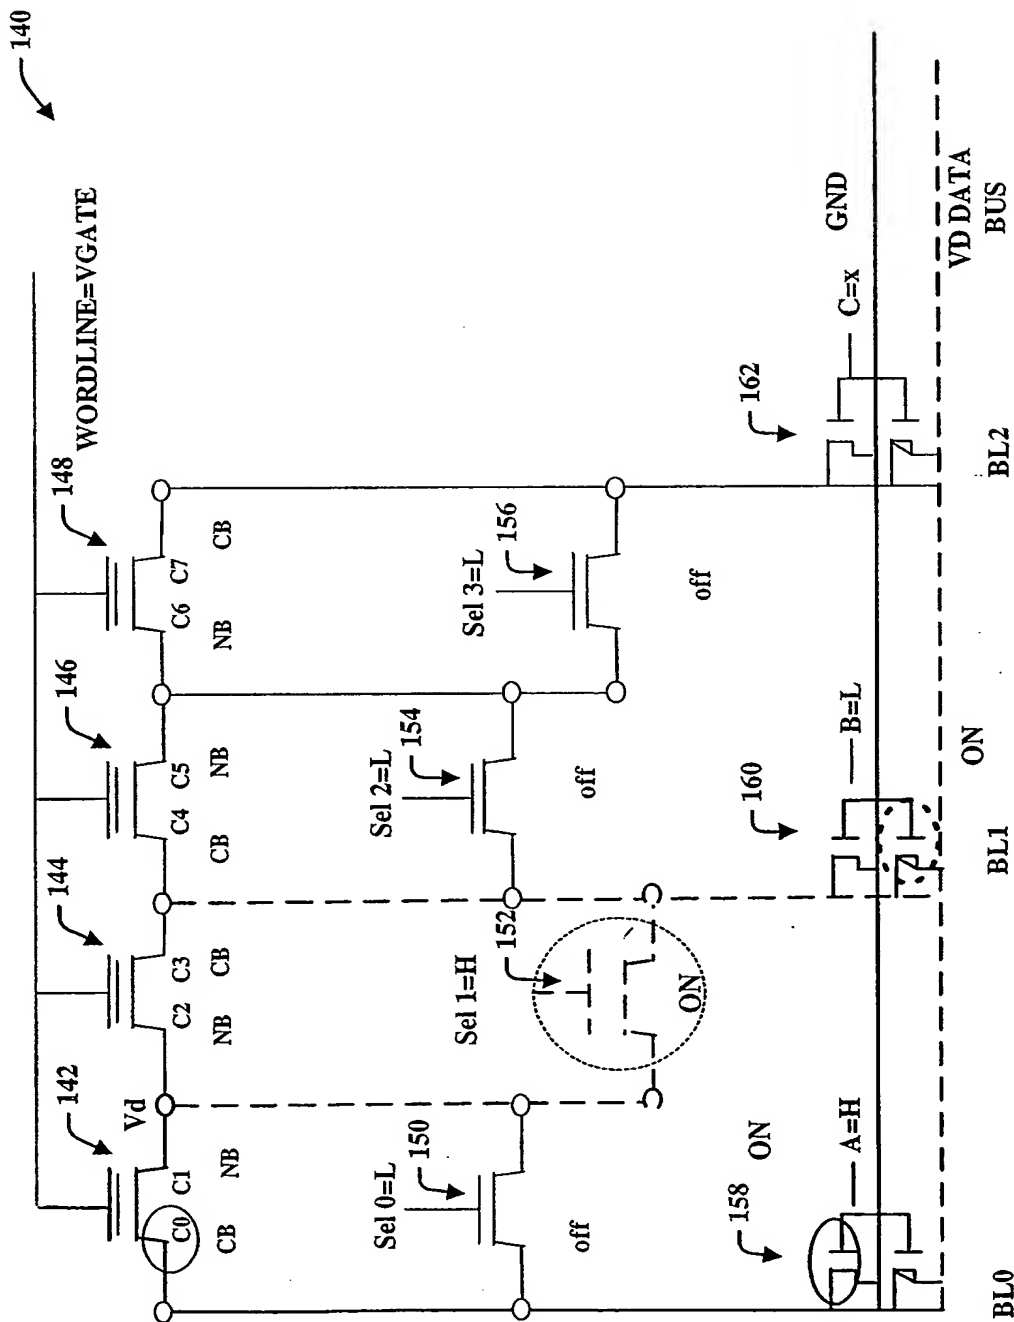 140
WORDLINE=VGATE
142
144
146
148
Vd
C0 C1
C2 C3
C4 C5
C6 C7
CB NB
NB CB
CB NB
NB CB
Sel 0=L
150
off
Sel 1=H
152
ON
Sel 2=L
154
off
Sel 3=L
156
off
158
ON
A=H
160
B=L
162
C=x
GND
VD DATA
BUS
BL0
BL1
ON
BL2